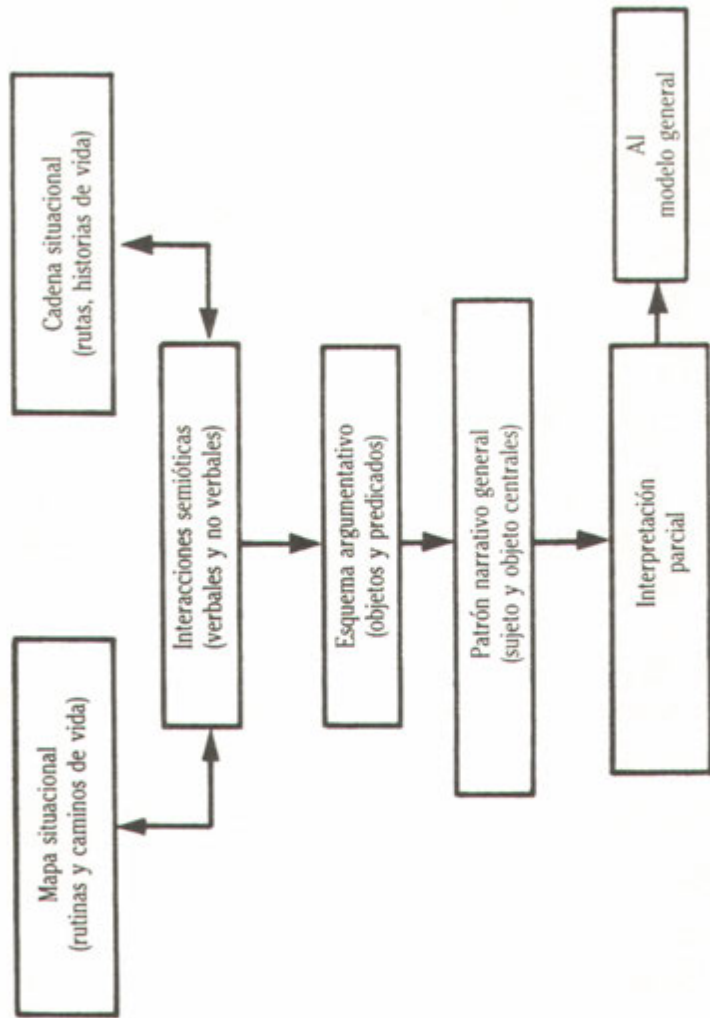 Mapa situacional
(rutinas y caminos de vida)
Cadena situacional
(rutas, historias de vida)
Interacciones semióticas
(verbales y no verbales)
Esquema argumentativo
(objetos y predicados)
Patrón narrativo general
(sujeto y objeto centrales)
Interpretación
parcial
Al
modelo general